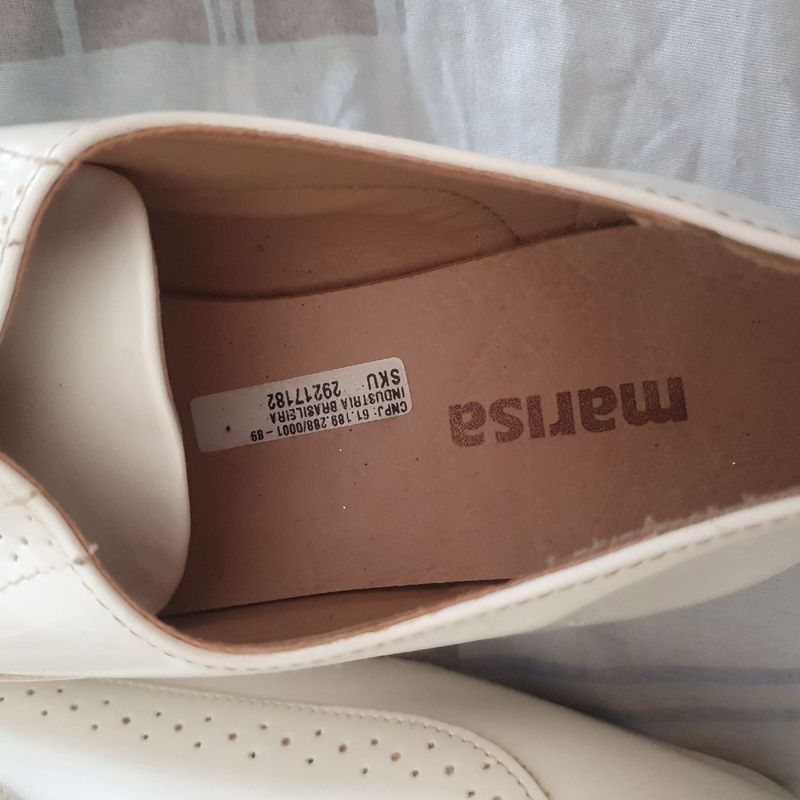 marisa
CNPJ: 61.189.288/0001-89
INDUSTRIA BRASILEIRA
29217182
SKU